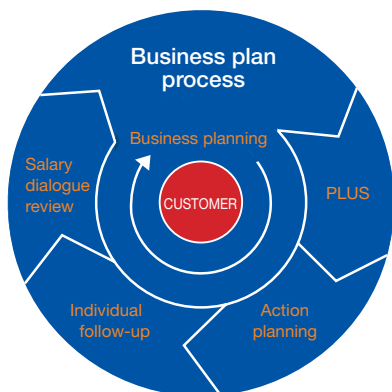 Business plan
process
Business planning
Salary
dialogue
review
CUSTOMER
PLUS
Individual
follow-up
Action
planning